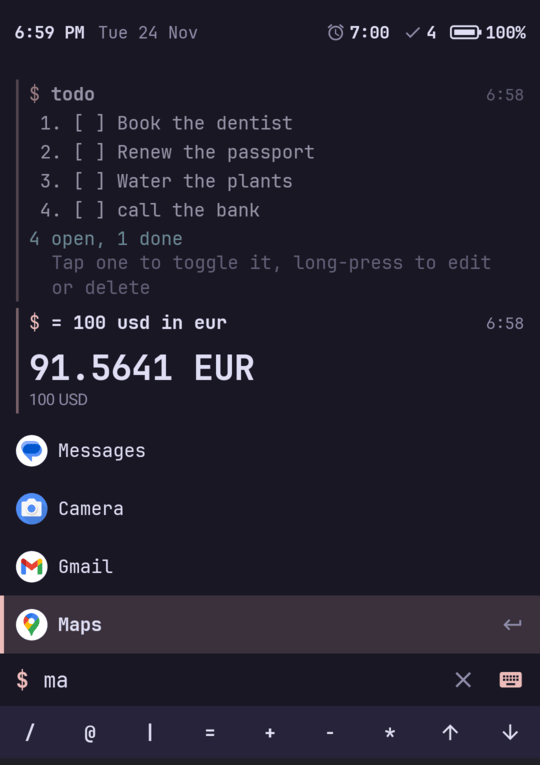 6:59 PM Tue 24 Nov 7:00 4 100%
$ todo 6:58
1. [ ] Book the dentist
2. [ ] Renew the passport
3. [ ] Water the plants
4. [ ] call the bank
4 open, 1 done
Tap one to toggle it, long-press to edit
or delete
$ = 100 usd in eur 6:58
91.5641 EUR
100 USD
Messages
Camera
Gmail
Maps
$ ma
/ @ | = + - * ↑ ↓